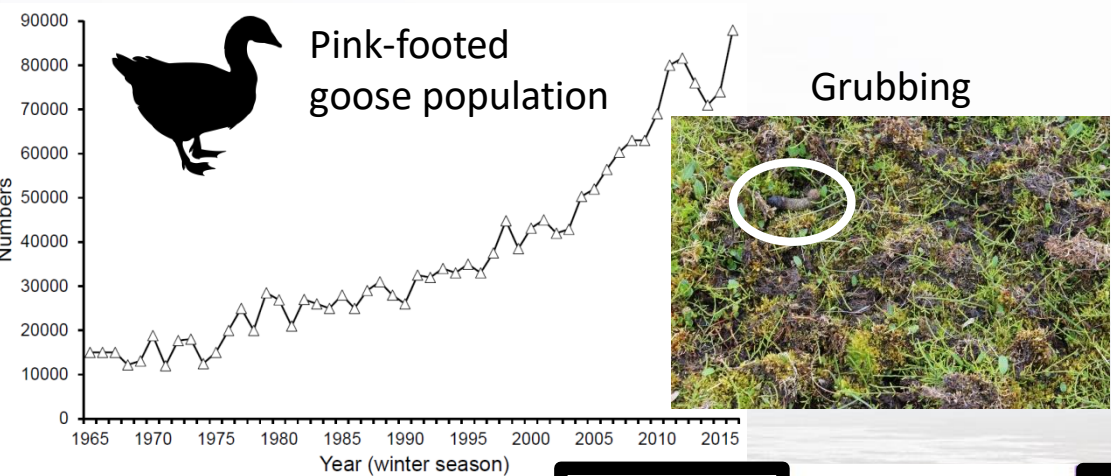 90000
80000
70000
60000
50000
40000
30000
20000
10000
0
Numbers
Pink-footed
goose population
Grubbing
1965 1970 1975 1980 1985 1990 1995 2000 2005 2010 2015
Year (winter season)